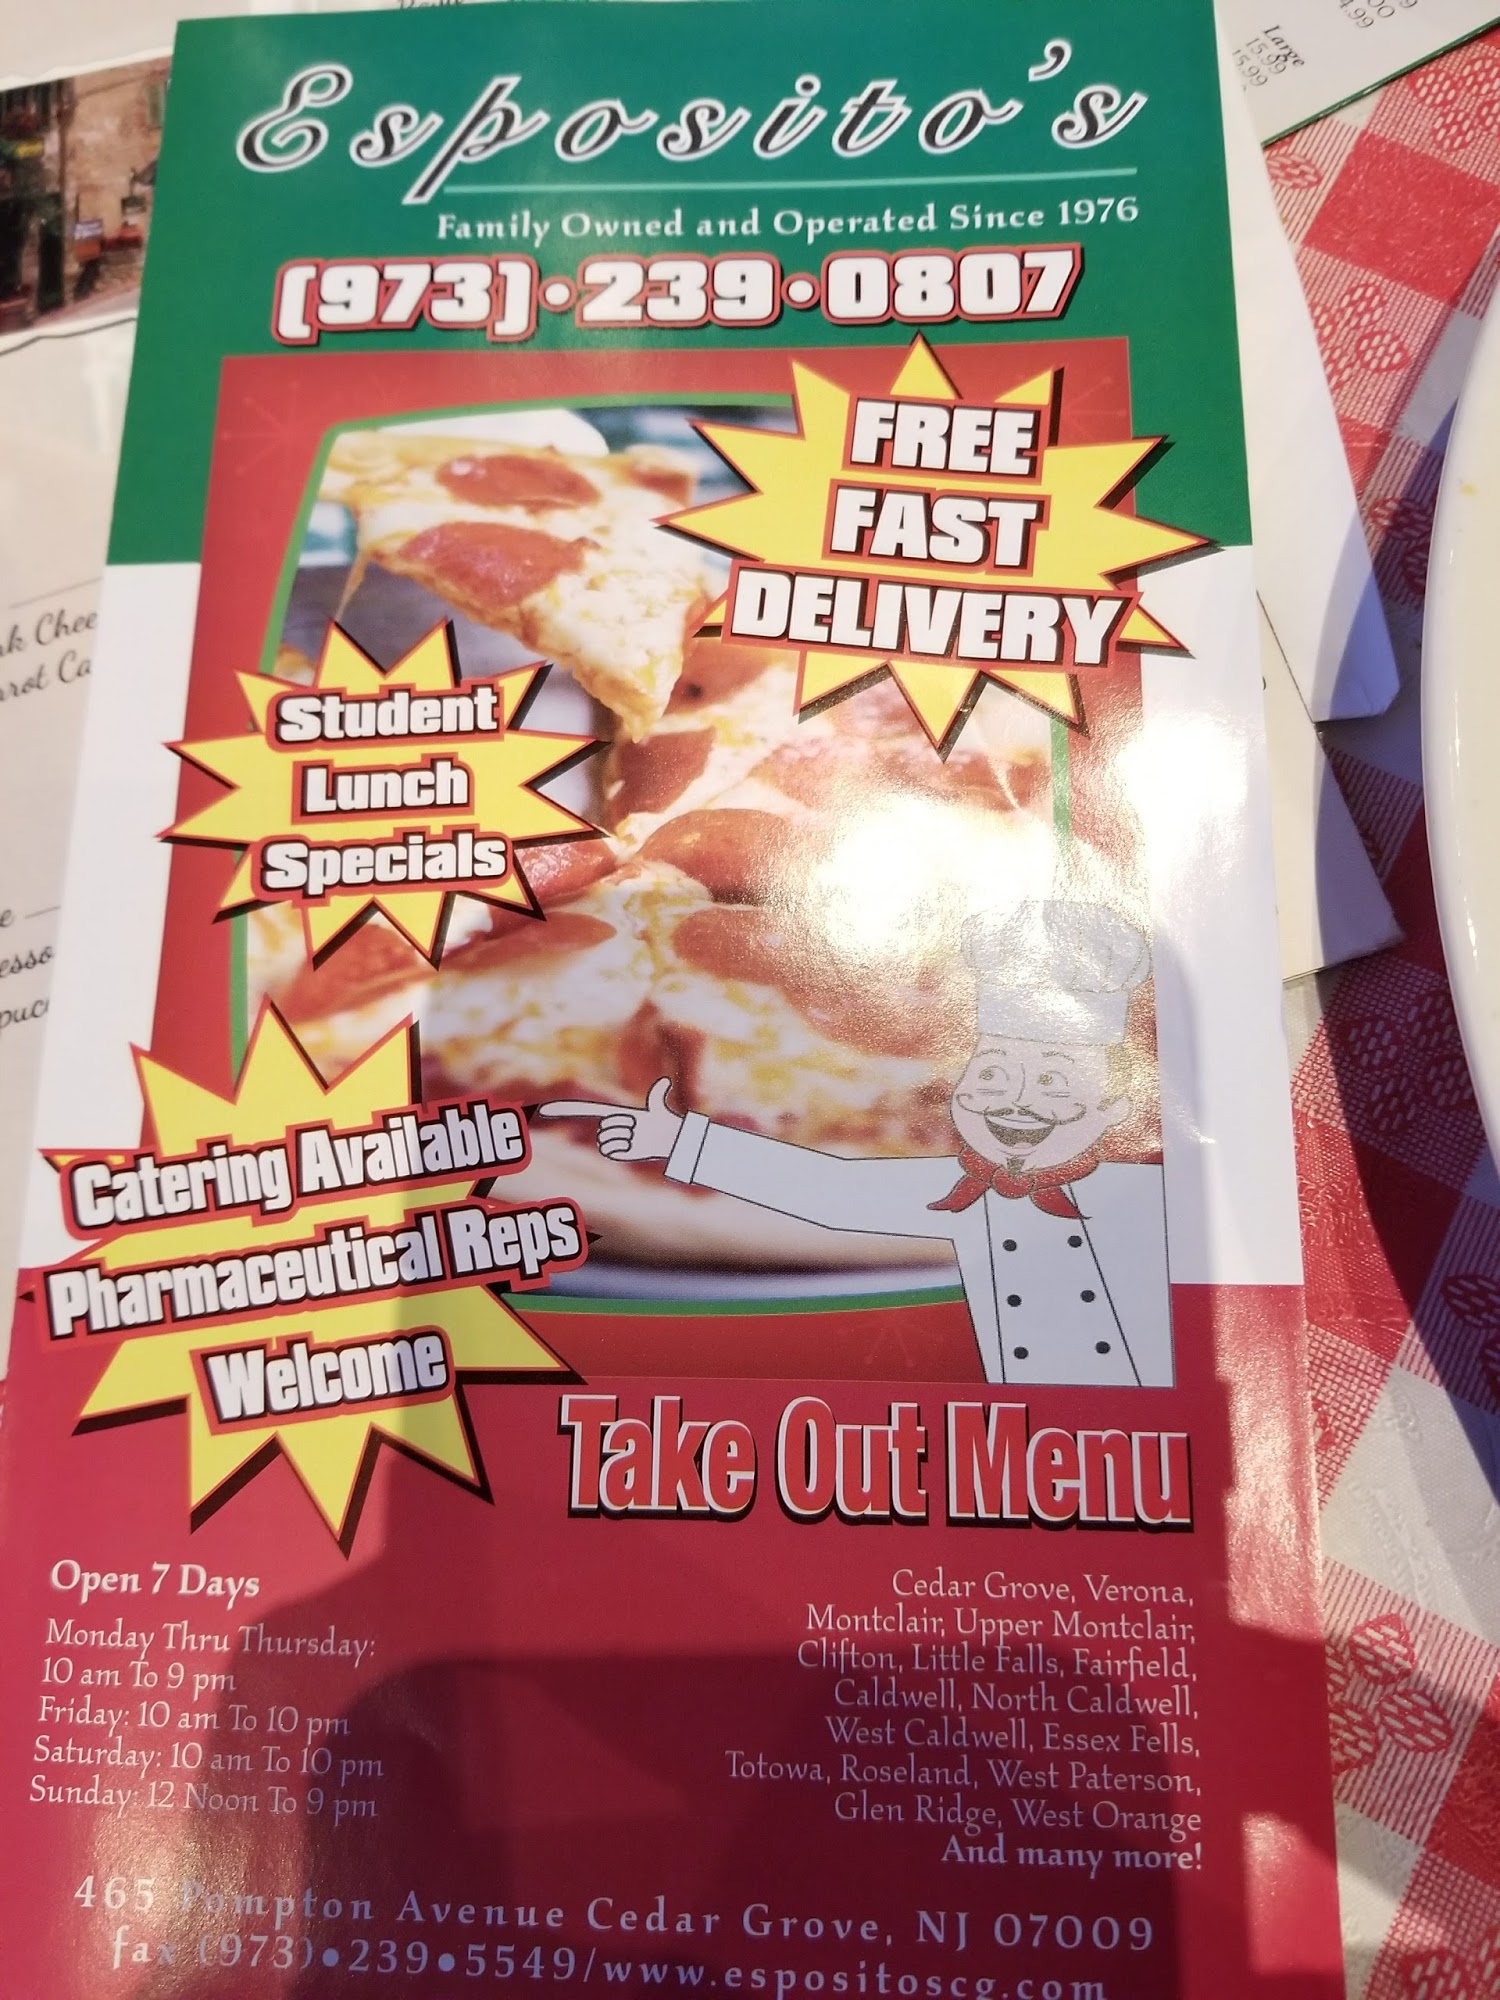 Esposito's
Family Owned and Operated Since 1976
(973)•239•0807
FREE
FAST
DELIVERY
Student
Lunch
Specials
Catering Available
Pharmaceutical Reps
Welcome
Take Out Menu
Open 7 Days
Monday Thru Thursday:
10 am To 9 pm
Friday: 10 am To 10 pm
Saturday: 10 am To 10 pm
Sunday: 12 Noon To 9 pm
Cedar Grove, Verona,
Montclair, Upper Montclair,
Clifton, Little Falls, Fairfield,
Caldwell, North Caldwell,
West Caldwell, Essex Fells,
Totowa, Roseland, West Paterson,
Glen Ridge, West Orange
And many more!
465 Pompton Avenue Cedar Grove, NJ 07009
fax (973)•239•5549/www.espositoscg.com
Large
15.99
15.99